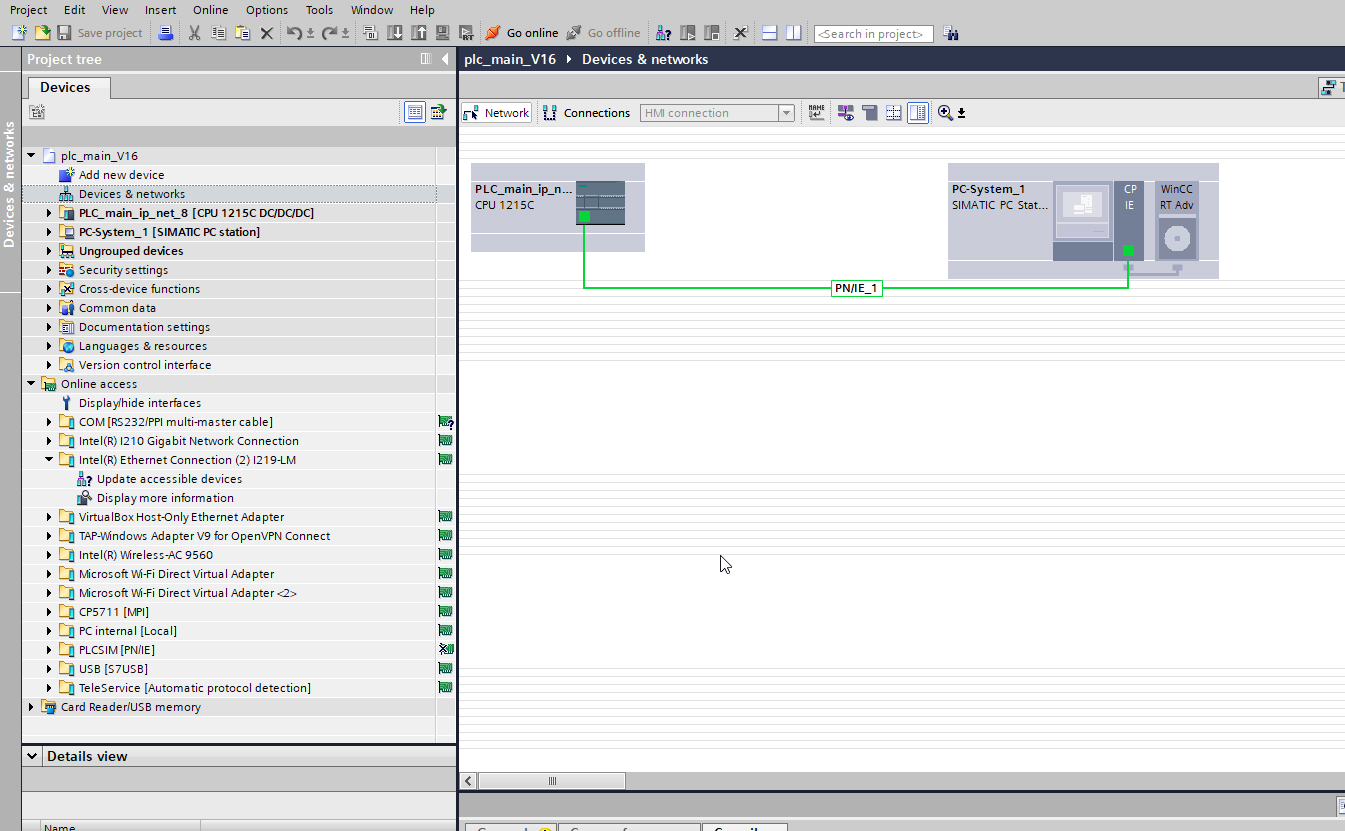 Project Edit View Insert Online Options Tools Window Help
Save project Go online Go offline <Search in project>
Project tree
plc_main_V16 Devices & networks
Devices
Devices & networks
Network Connections HMI connection
NAME
plc_main_V16
Add new device
Devices & networks
PLC_main_ip_net_8 [CPU 1215C DC/DC/DC]
PC-System_1 [SIMATIC PC station]
Ungrouped devices
Security settings
Cross-device functions
Common data
Documentation settings
Languages & resources
Version control interface
Online access
Display/hide interfaces
COM [RS232/PPI multi-master cable]
Intel(R) I210 Gigabit Network Connection
Intel(R) Ethernet Connection (2) I219-LM
Update accessible devices
Display more information
VirtualBox Host-Only Ethernet Adapter
TAP-Windows Adapter V9 for OpenVPN Connect
Intel(R) Wireless-AC 9560
Microsoft Wi-Fi Direct Virtual Adapter
Microsoft Wi-Fi Direct Virtual Adapter <2>
CP5711 [MPI]
PC internal [Local]
PLCSIM [PN/IE]
USB [S7USB]
TeleService [Automatic protocol detection]
Card Reader/USB memory
Details view
Name
PLC_main_ip_n...
CPU 1215C
PC-System_1
SIMATIC PC Stat...
CP
IE
WinCC
RT Adv
PN/IE_1